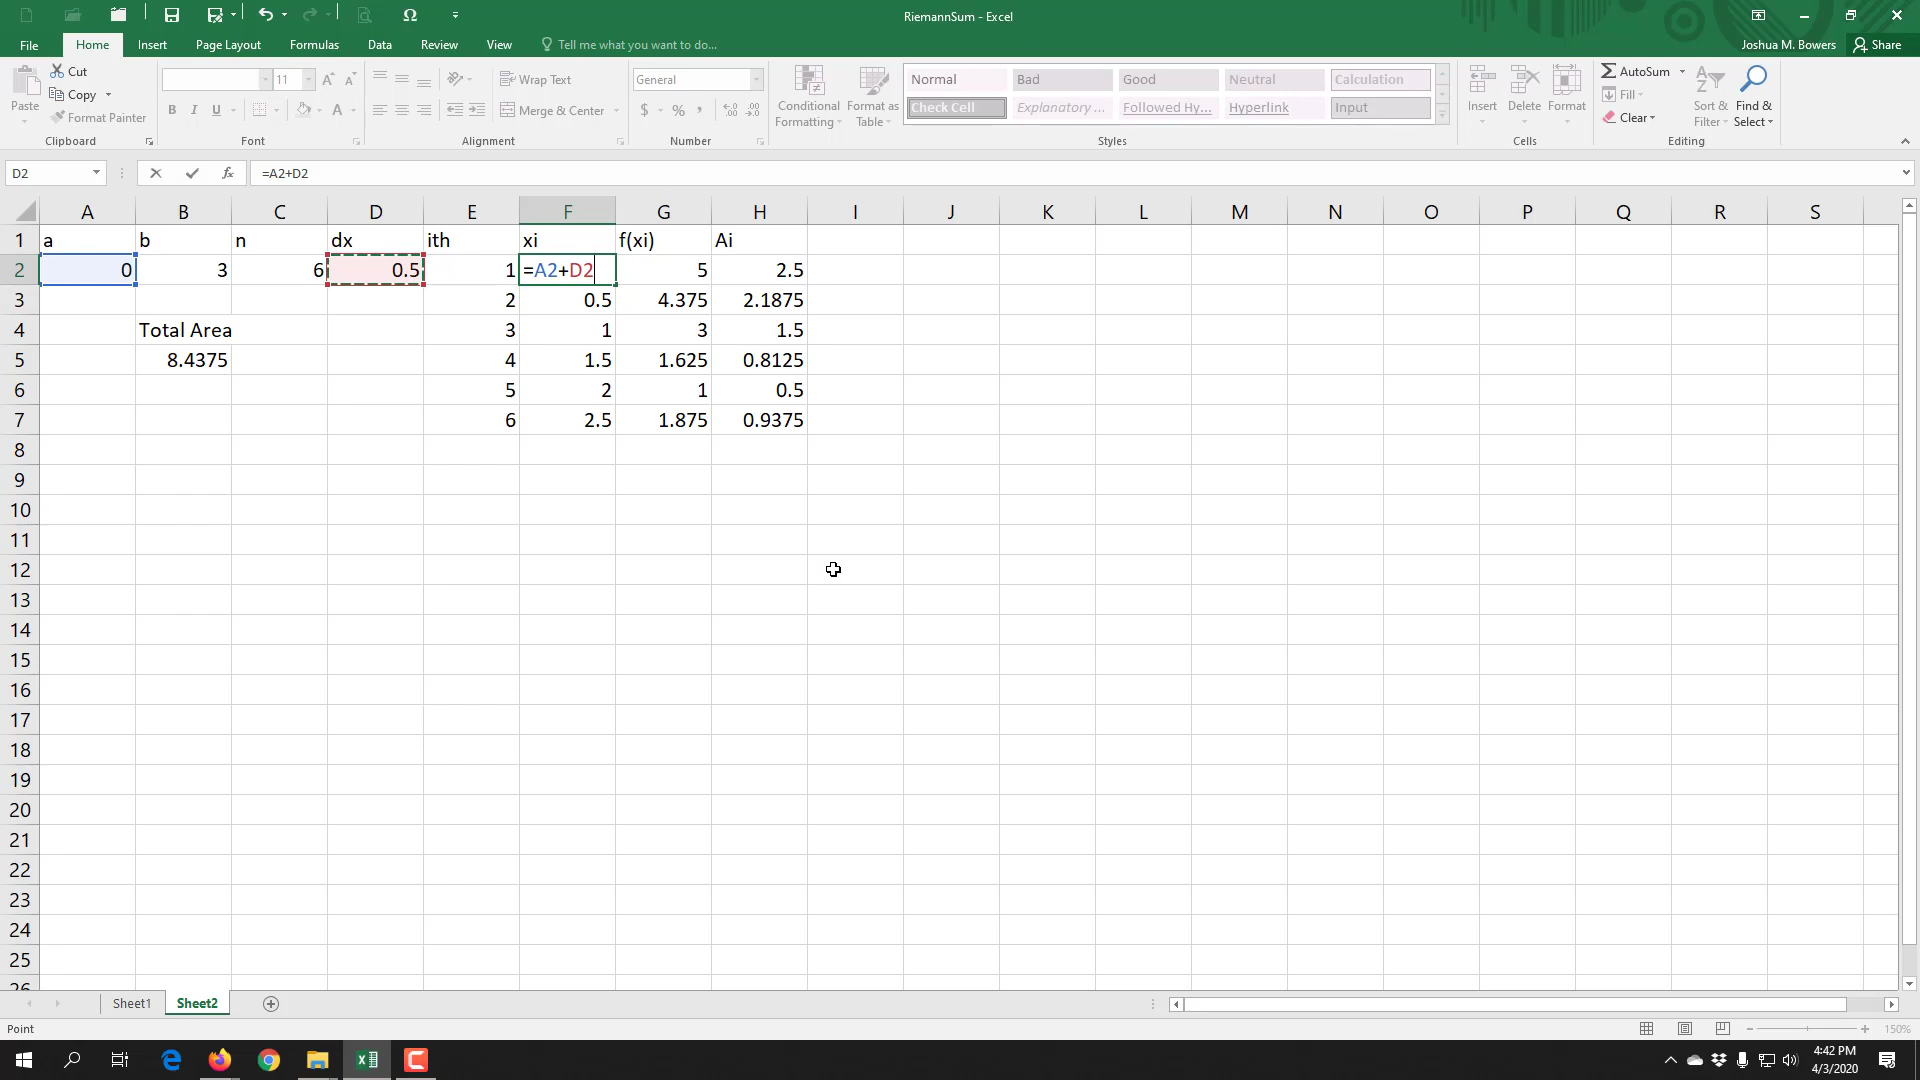 RiemannSum - Excel
File Home Insert Page Layout Formulas Data Review View Tell me what you want to do... Joshua M. Bowers Share
Paste
Cut
Copy
Format Painter
Clipboard
11
B I U
Font
Wrap Text
Merge & Center
Alignment
General
$ % ,
Number
Conditional Formatting
Format as Table
Normal Bad Good Neutral Calculation
Check Cell Explanatory ... Followed Hy... Hyperlink Input
Styles
Insert Delete Format
Cells
AutoSum
Fill
Clear
Sort & Filter
Find & Select
Editing
D2 fx =A2+D2
A B C D E F G H I J K L M N O P Q R S
1 a b n dx ith xi f(xi) Ai
2 0 3 6 0.5 1 =A2+D2 5 2.5
3 2 0.5 4.375 2.1875
4 Total Area 3 1 3 1.5
5 8.4375 4 1.5 1.625 0.8125
6 5 2 1 0.5
7 6 2.5 1.875 0.9375
8
9
10
11
12
13
14
15
16
17
18
19
20
21
22
23
24
25
26
Sheet1 Sheet2
Point 150%
4:42 PM
4/3/2020